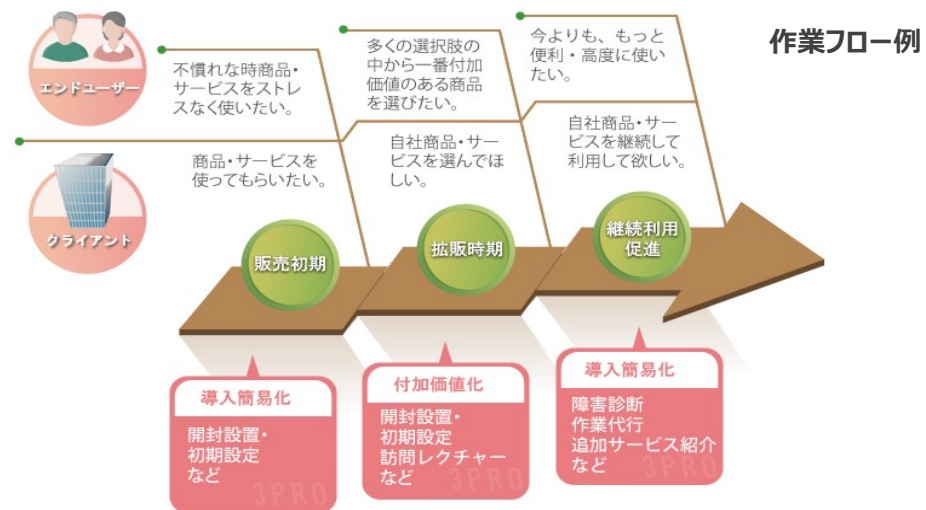 作業フロー例
エンドユーザー
不慣れな時商品・
サービスをストレ
スなく使いたい。
多くの選択肢の
中から一番付加
価値のある商品
を選びたい。
今よりも、もっと
便利・高度に使い
たい。
クライアント
商品・サービスを
使ってもらいたい。
自社商品・サー
ビスを選んでほ
しい。
自社商品・サー
ビスを継続して
利用して欲しい。
販売初期
拡販時期
継続利用
促進
導入簡易化
開封設置・
初期設定
など
3PRO
付加価値化
開封設置・
初期設定
訪問レクチャー
など
3PRO
導入簡易化
障害診断
作業代行
追加サービス紹介
など
3PRO